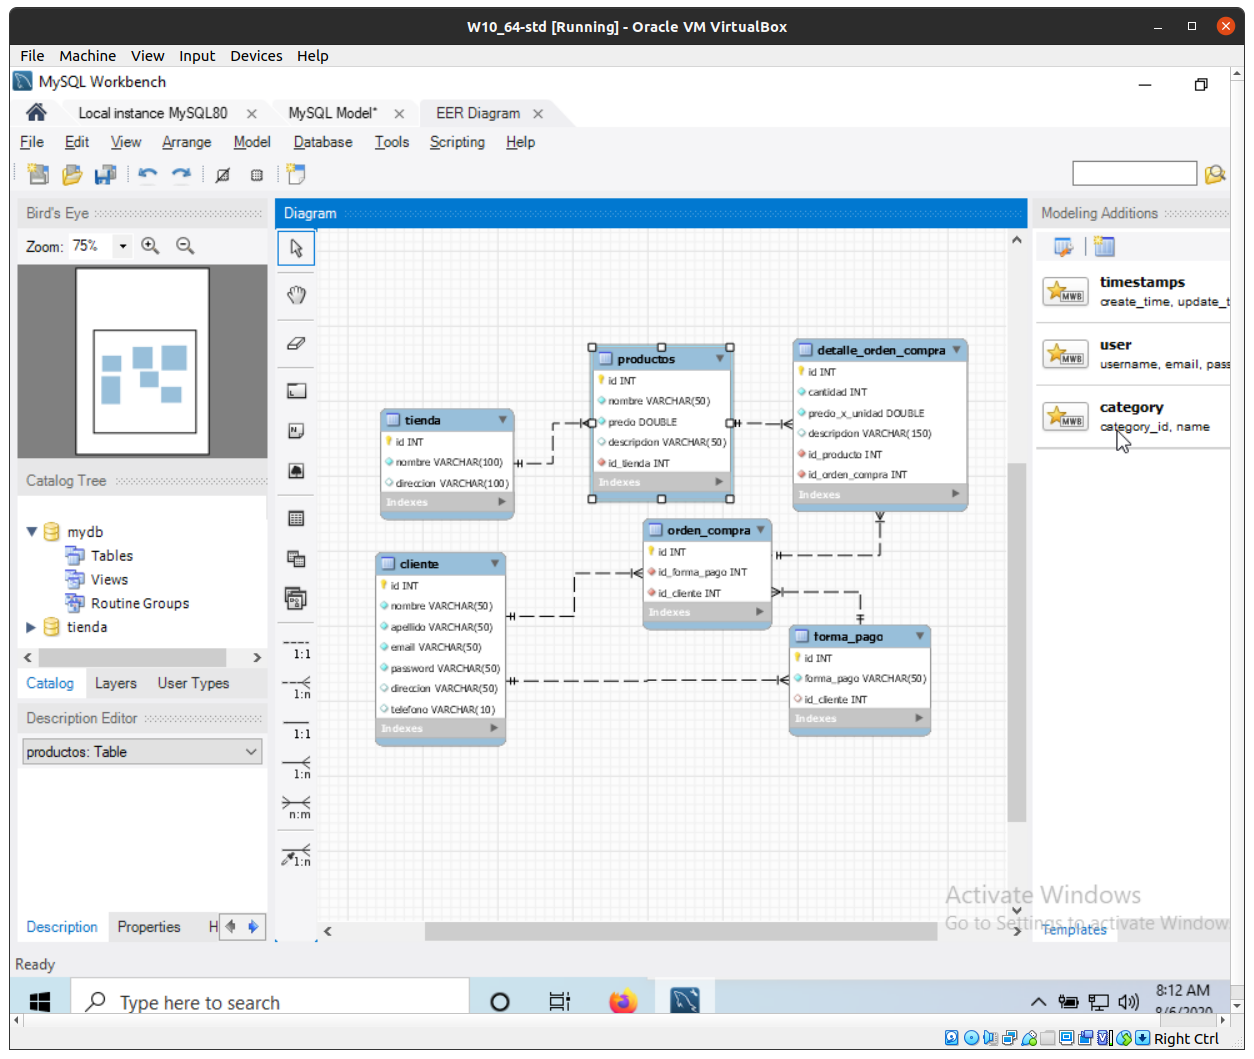 W10_64-std [Running] - Oracle VM VirtualBox
File Machine View Input Devices Help
MySQL Workbench
Local instance MySQL80 MySQL Model* EER Diagram
File Edit View Arrange Model Database Tools Scripting Help
Bird's Eye
Diagram
Modeling Additions
Zoom: 75%
timestamps
create_time, update_t
user
username, email, pass
category
category_id, name
productos
id INT
nombre VARCHAR(50)
precio DOUBLE
descripcion VARCHAR(50)
id_tienda INT
Indexes
detalle_orden_compra
id INT
cantidad INT
precio_x_unidad DOUBLE
descripcion VARCHAR(150)
id_producto INT
id_orden_compra INT
Indexes
tienda
id INT
nombre VARCHAR(100)
direccion VARCHAR(100)
Indexes
orden_compra
id INT
id_forma_pago INT
id_cliente INT
Indexes
cliente
id INT
nombre VARCHAR(50)
apellido VARCHAR(50)
email VARCHAR(50)
password VARCHAR(50)
direccion VARCHAR(50)
telefono VARCHAR(10)
Indexes
forma_pago
id INT
forma_pago VARCHAR(50)
id_cliente INT
Indexes
Catalog Tree
mydb
Tables
Views
Routine Groups
tienda
Catalog Layers User Types
1:1
1:n
1:1
1:n
n:m
1:n
Description Editor
productos: Table
Description Properties H
Activate Windows
Go to Settings to activate Window
Templates
Ready
Type here to search
8:12 AM
8/6/2020
Right Ctrl